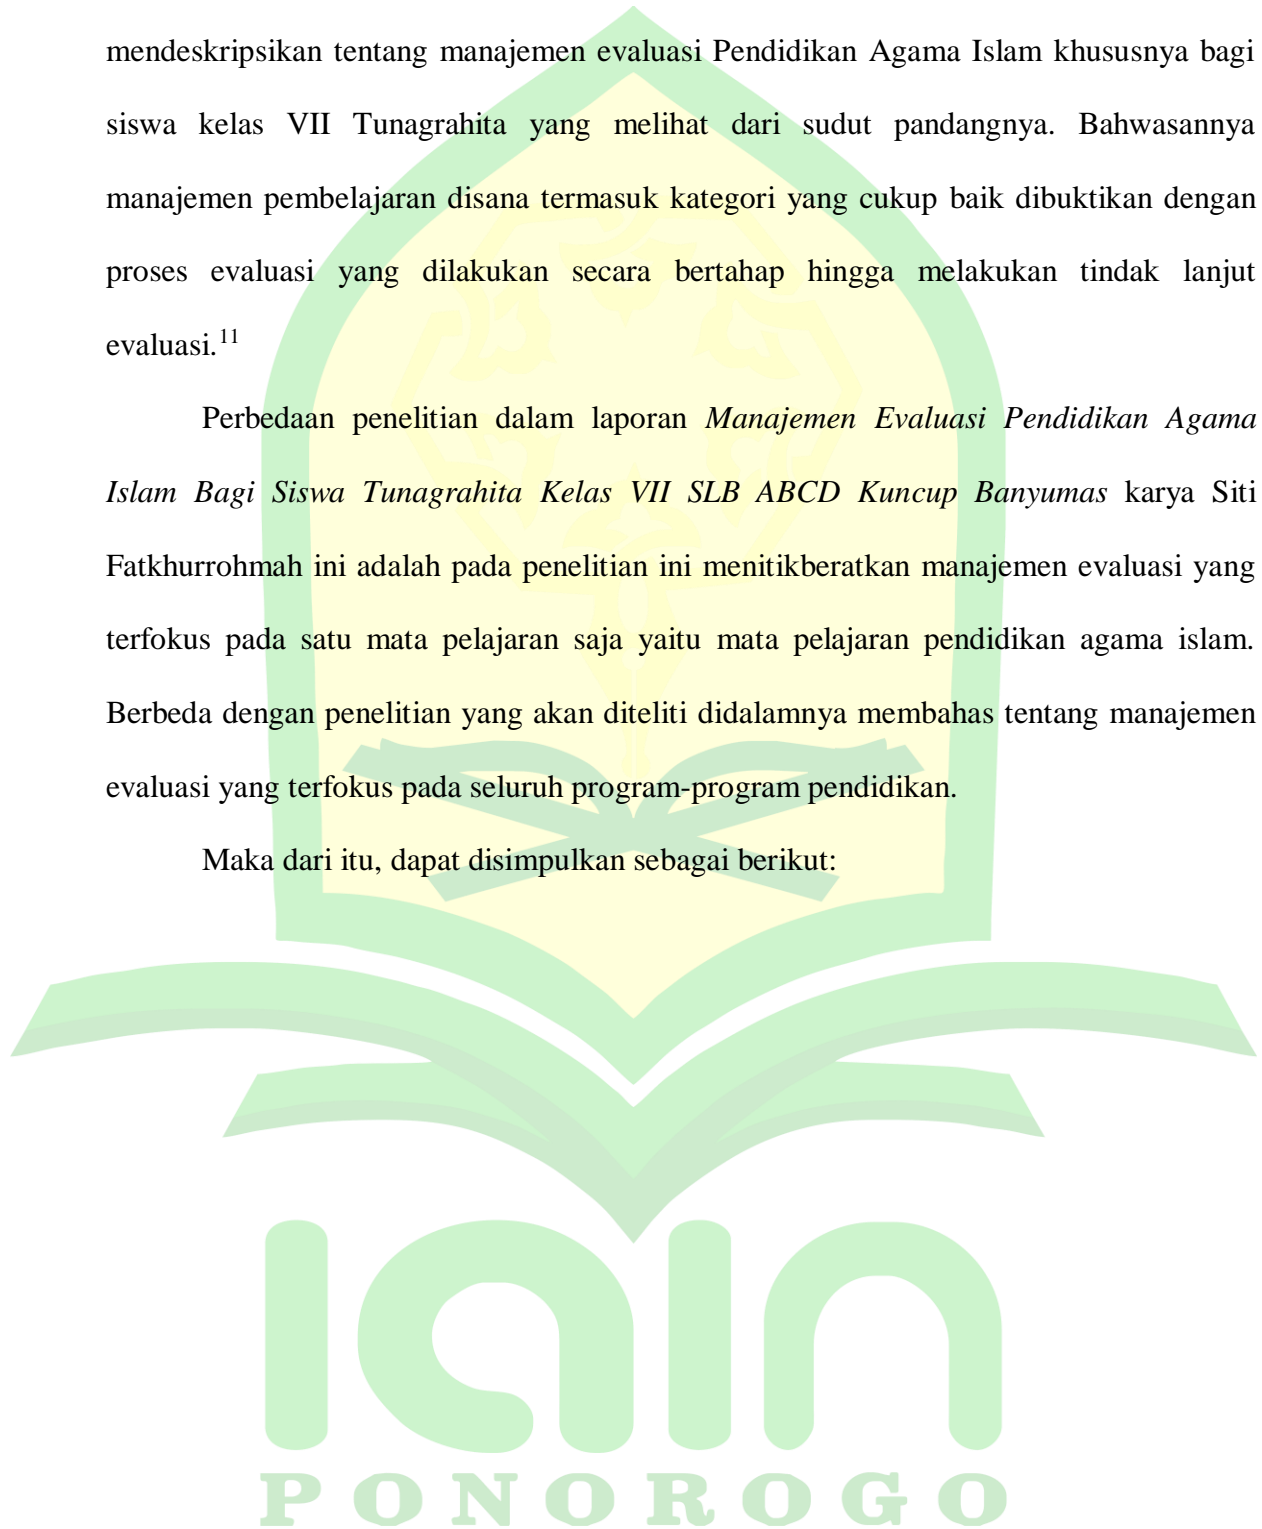 mendeskripsikan tentang manajemen evaluasi Pendidikan Agama Islam khususnya bagi
siswa kelas VII Tunagrahita yang melihat dari sudut pandangnya. Bahwasannya
manajemen pembelajaran disana termasuk kategori yang cukup baik dibuktikan dengan
proses evaluasi yang dilakukan secara bertahap hingga melakukan tindak lanjut
evaluasi.11
Perbedaan penelitian dalam laporan Manajemen Evaluasi Pendidikan Agama
Islam Bagi Siswa Tunagrahita Kelas VII SLB ABCD Kuncup Banyumas karya Siti
Fatkhurrohmah ini adalah pada penelitian ini menitikberatkan manajemen evaluasi yang
terfokus pada satu mata pelajaran saja yaitu mata pelajaran pendidikan agama islam.
Berbeda dengan penelitian yang akan diteliti didalamnya membahas tentang manajemen
evaluasi yang terfokus pada seluruh program-program pendidikan.
Maka dari itu, dapat disimpulkan sebagai berikut:
iain
PONOROGO